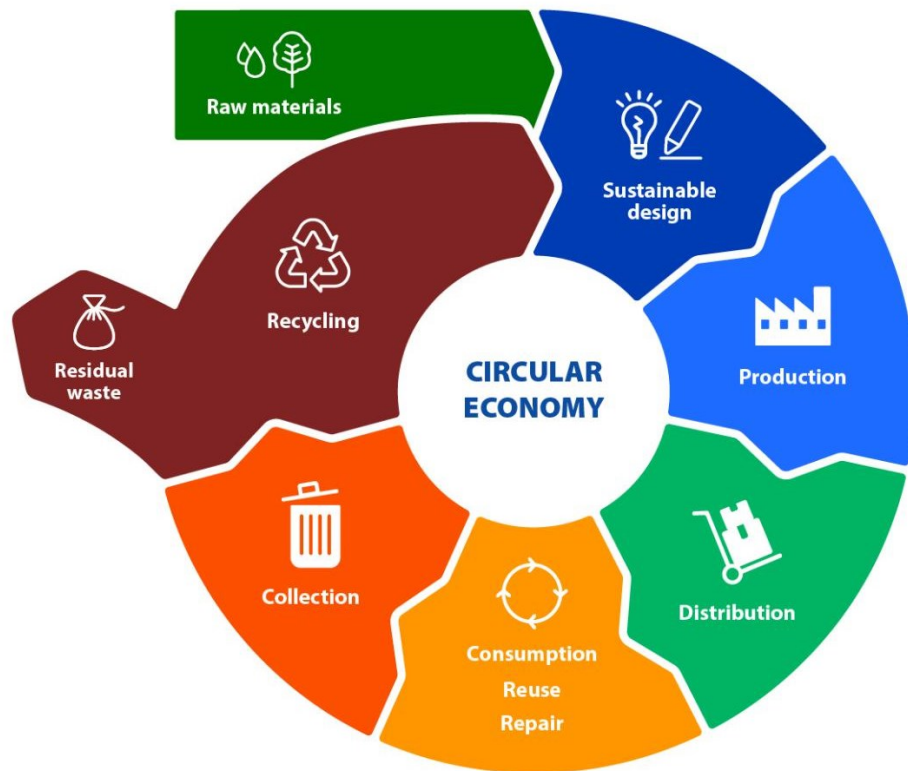 Raw materials
Sustainable
design
Production
Distribution
Consumption
Reuse
Repair
Collection
Recycling
Residual
waste
CIRCULAR
ECONOMY